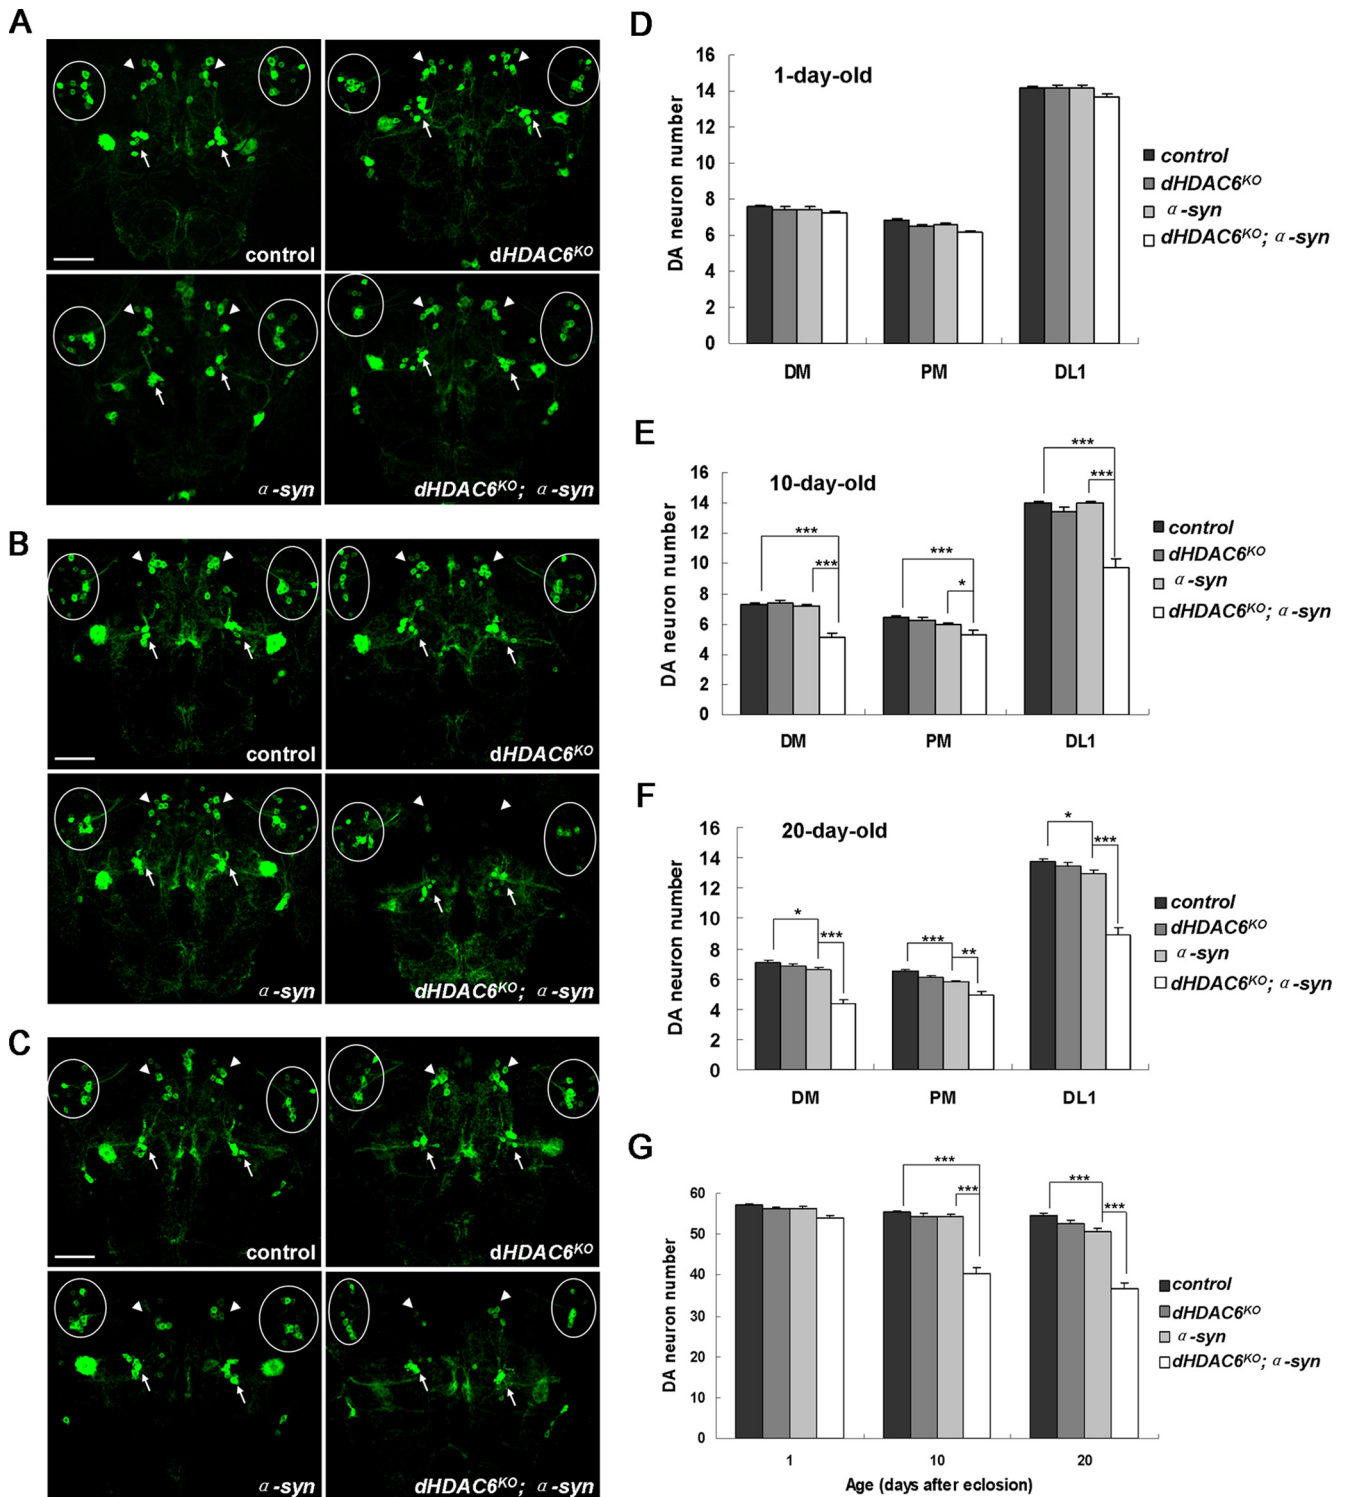 A
control
dHDAC6KO
α-syn
dHDAC6KO; α-syn
B
control
dHDAC6KO
α-syn
dHDAC6KO; α-syn
C
control
dHDAC6KO
α-syn
dHDAC6KO; α-syn
D
1-day-old
DA neuron number
16
14
12
10
8
6
4
2
0
DM PM DL1
control
dHDAC6KO
α-syn
dHDAC6KO; α-syn
E
10-day-old
DA neuron number
16
14
12
10
8
6
4
2
0
*** *** *** * *** ***
DM PM DL1
control
dHDAC6KO
α-syn
dHDAC6KO; α-syn
F
20-day-old
DA neuron number
16
14
12
10
8
6
4
2
0
* *** *** ** * ***
DM PM DL1
control
dHDAC6KO
α-syn
dHDAC6KO; α-syn
G
DA neuron number
60
50
40
30
20
10
0
*** *** *** ***
1 10 20
Age (days after eclosion)
control
dHDAC6KO
α-syn
dHDAC6KO; α-syn